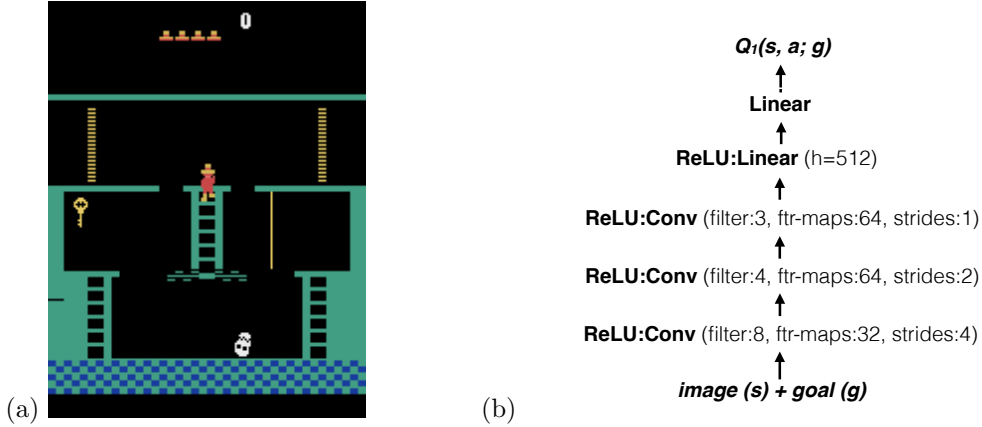 0
(a)
Q₁(s, a; g)
Linear
ReLU:Linear (h=512)
ReLU:Conv (filter:3, ftr-maps:64, strides:1)
ReLU:Conv (filter:4, ftr-maps:64, strides:2)
ReLU:Conv (filter:8, ftr-maps:32, strides:4)
image (s) + goal (g)
(b)